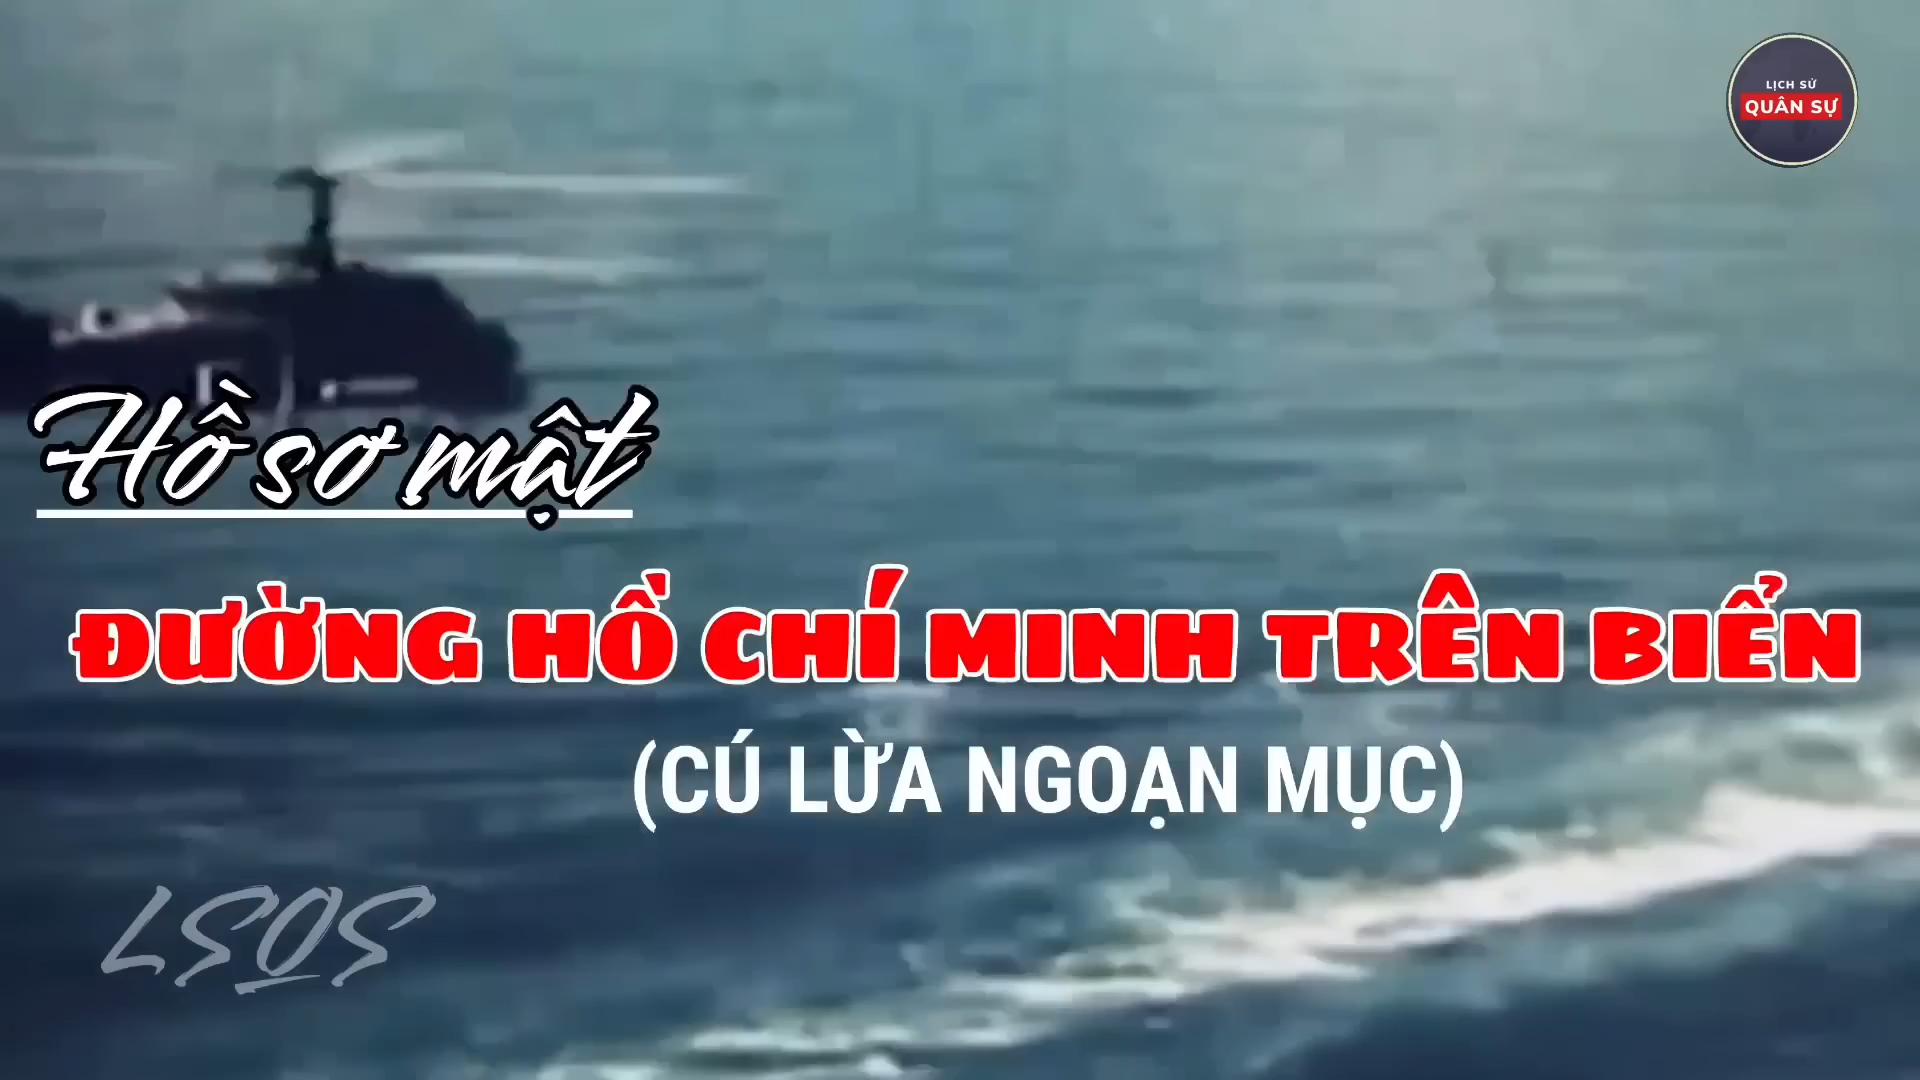 LỊCH SỬ
QUÂN SỰ
Hồ sơ mật
ĐƯỜNG HỒ CHÍ MINH TRÊN BIỂN
(CÚ LỪA NGOẠN MỤC)
LSQS